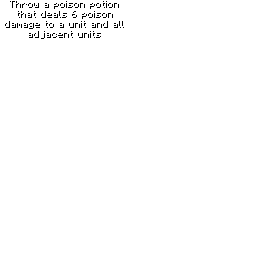 Throw a poison potion
that deals 6 poison
damage to a unit and all
adjacent units